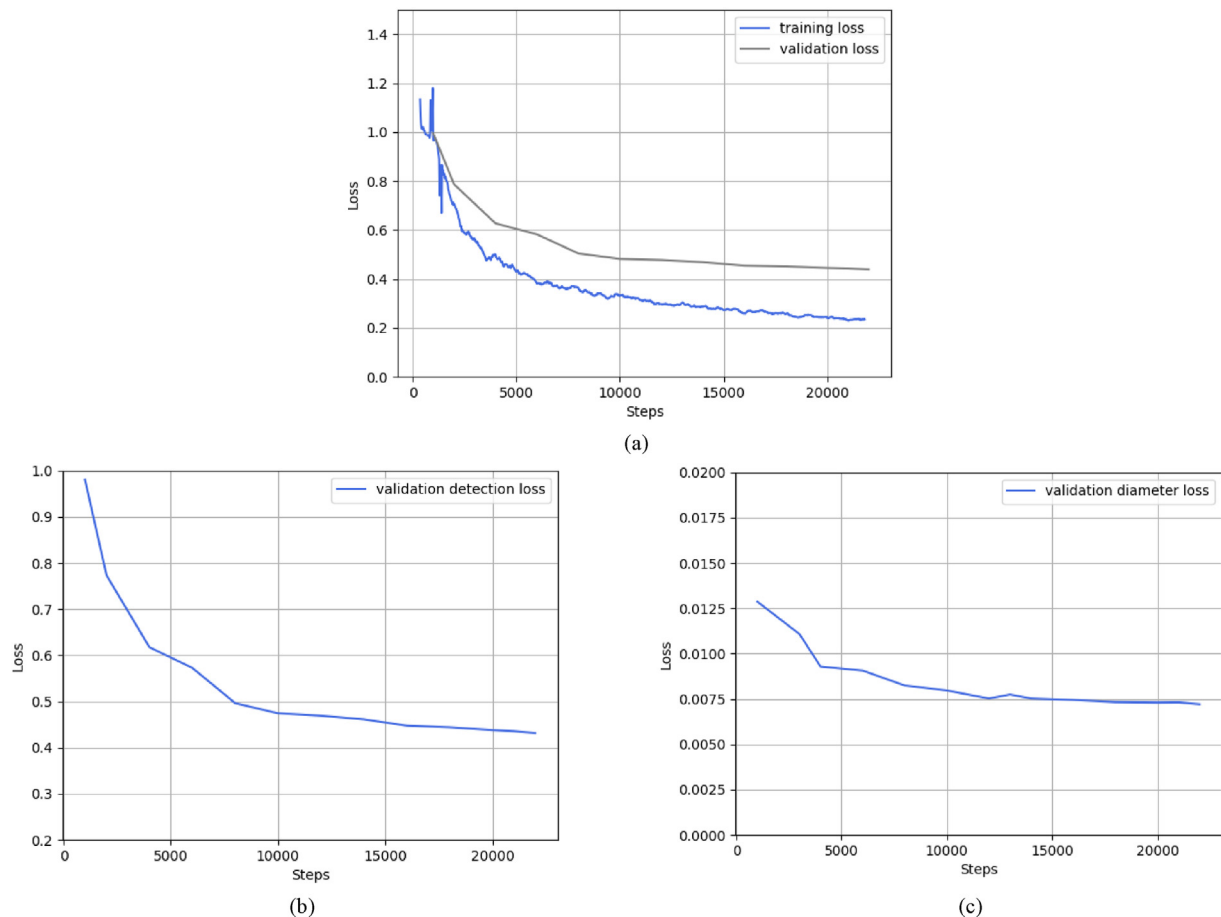 training loss
validation loss
1.4
1.2
1.0
0.8
0.6
0.4
0.2
0.0
Loss
0 5000 10000 15000 20000
Steps
(a)
validation detection loss
1.0
0.9
0.8
0.7
0.6
0.5
0.4
0.3
0.2
Loss
0 5000 10000 15000 20000
Steps
(b)
validation diameter loss
0.0200
0.0175
0.0150
0.0125
0.0100
0.0075
0.0050
0.0025
0.0000
Loss
0 5000 10000 15000 20000
Steps
(c)